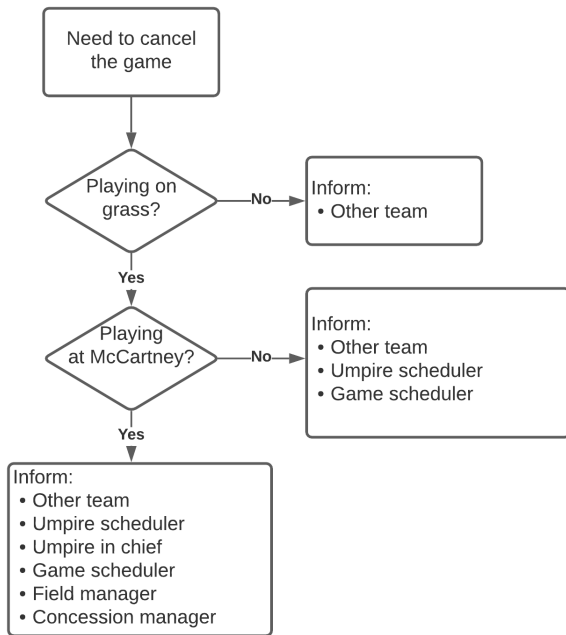 Need to cancel
the game
Playing on
grass?
No
Inform:
• Other team
Yes
Playing
at McCartney?
No
Inform:
• Other team
• Umpire scheduler
• Game scheduler
Yes
Inform:
• Other team
• Umpire scheduler
• Umpire in chief
• Game scheduler
• Field manager
• Concession manager